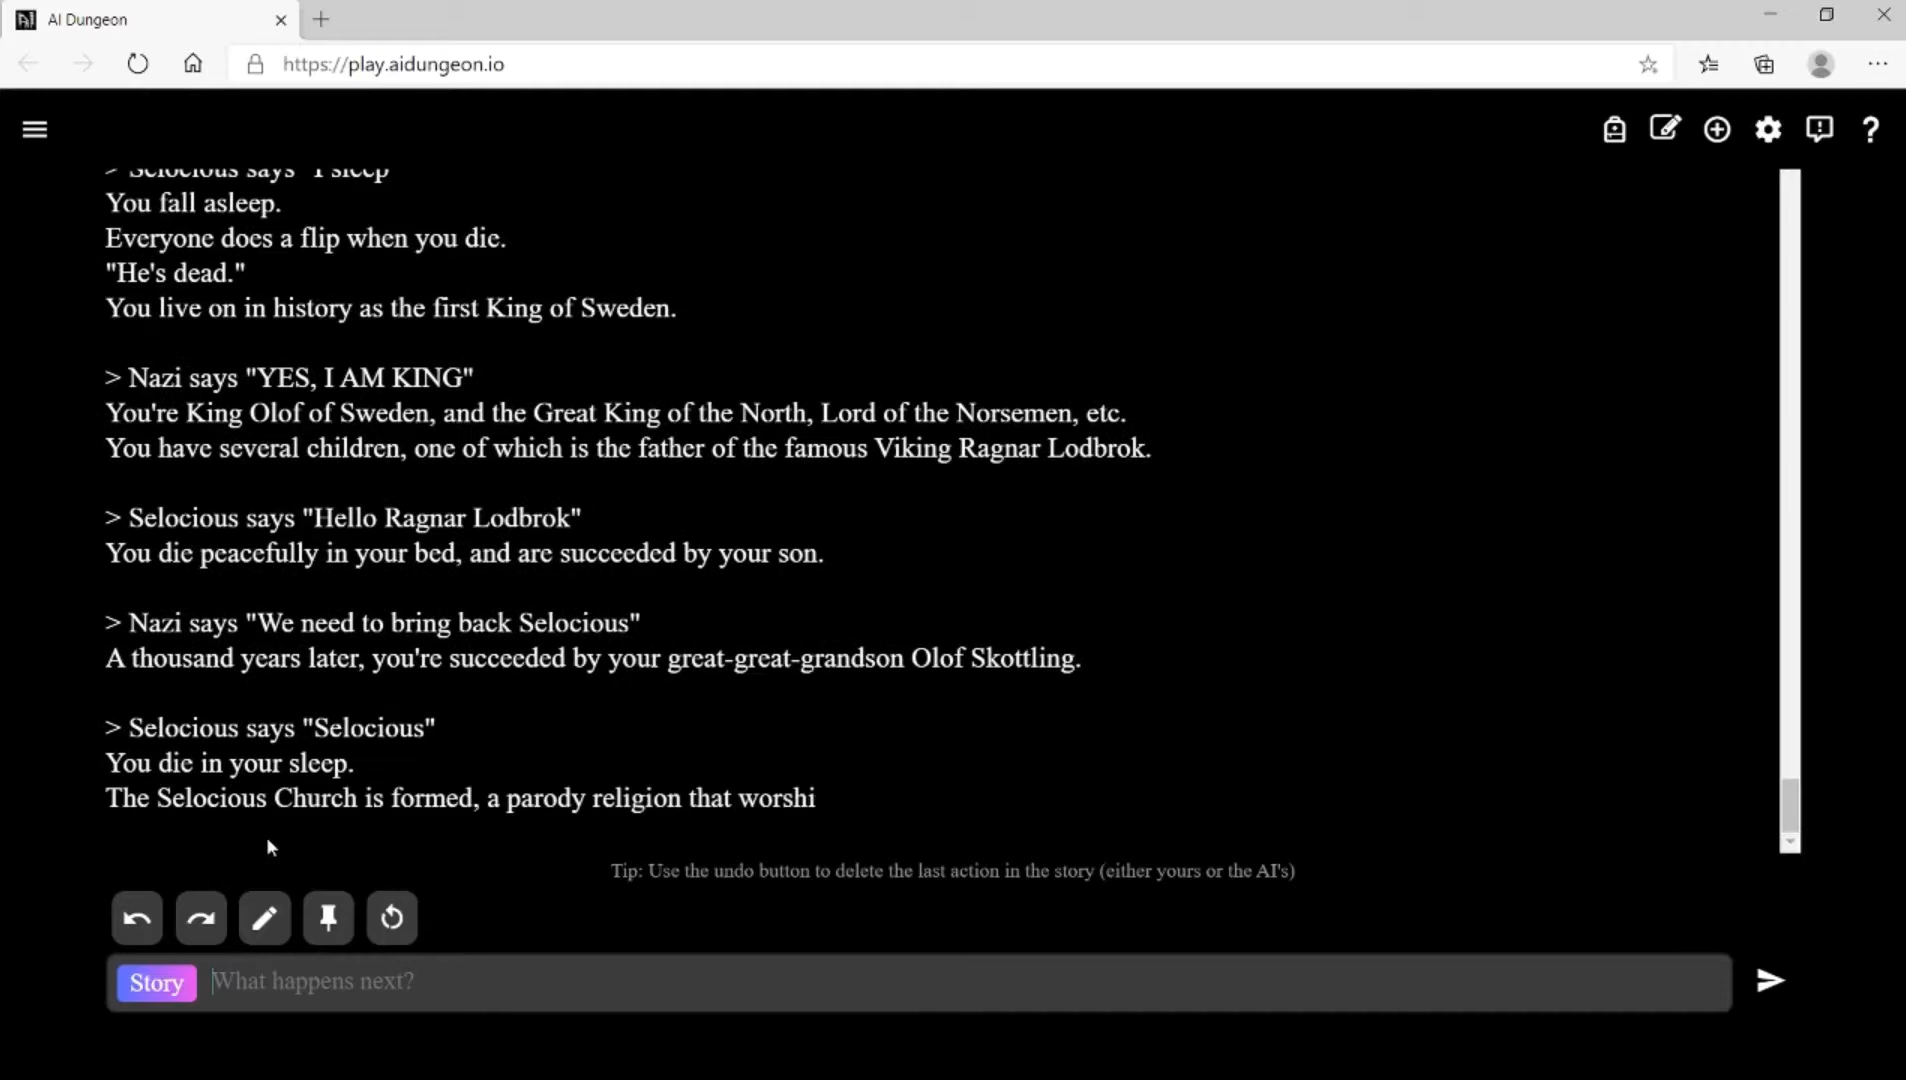 AI Dungeon
https://play.aidungeon.io
> Selocious says "I sleep
You fall asleep.
Everyone does a flip when you die.
"He's dead."
You live on in history as the first King of Sweden.
> Nazi says "YES, I AM KING"
You're King Olof of Sweden, and the Great King of the North, Lord of the Norsemen, etc.
You have several children, one of which is the father of the famous Viking Ragnar Lodbrok.
> Selocious says "Hello Ragnar Lodbrok"
You die peacefully in your bed, and are succeeded by your son.
> Nazi says "We need to bring back Selocious"
A thousand years later, you're succeeded by your great-great-grandson Olof Skottling.
> Selocious says "Selocious"
You die in your sleep.
The Selocious Church is formed, a parody religion that worshi
Tip: Use the undo button to delete the last action in the story (either yours or the AI's)
Story What happens next?